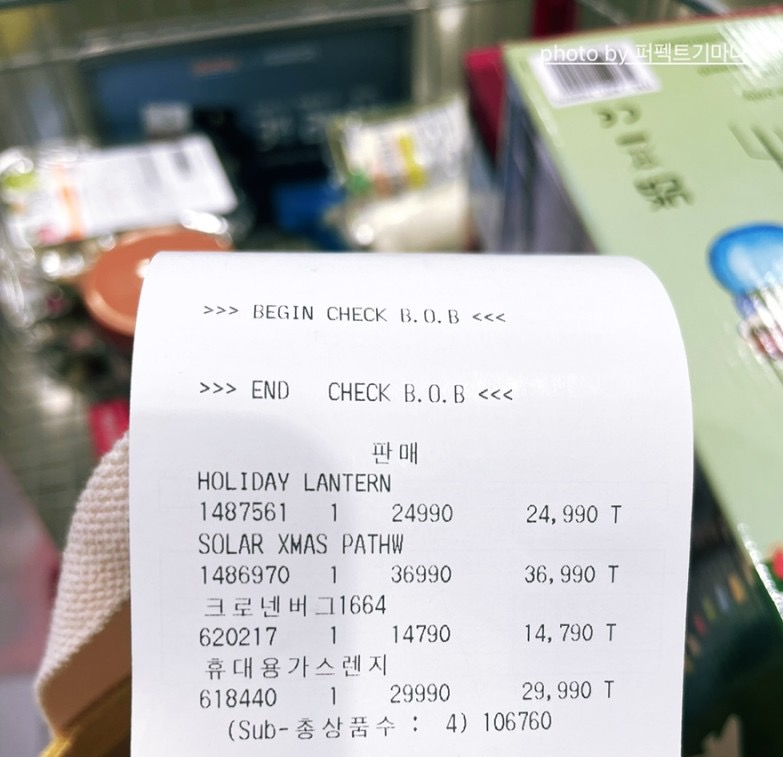 photo by 퍼펙트기마니
>>> BEGIN CHECK B.O.B <<<
>>> END CHECK B.O.B <<<
판매
HOLIDAY LANTERN
1487561 1 24990 24,990 T
SOLAR XMAS PATHW
1486970 1 36990 36,990 T
크로넨버그1664
620217 1 14790 14,790 T
휴대용가스렌지
618440 1 29990 29,990 T
(Sub-총상품수 : 4) 106760